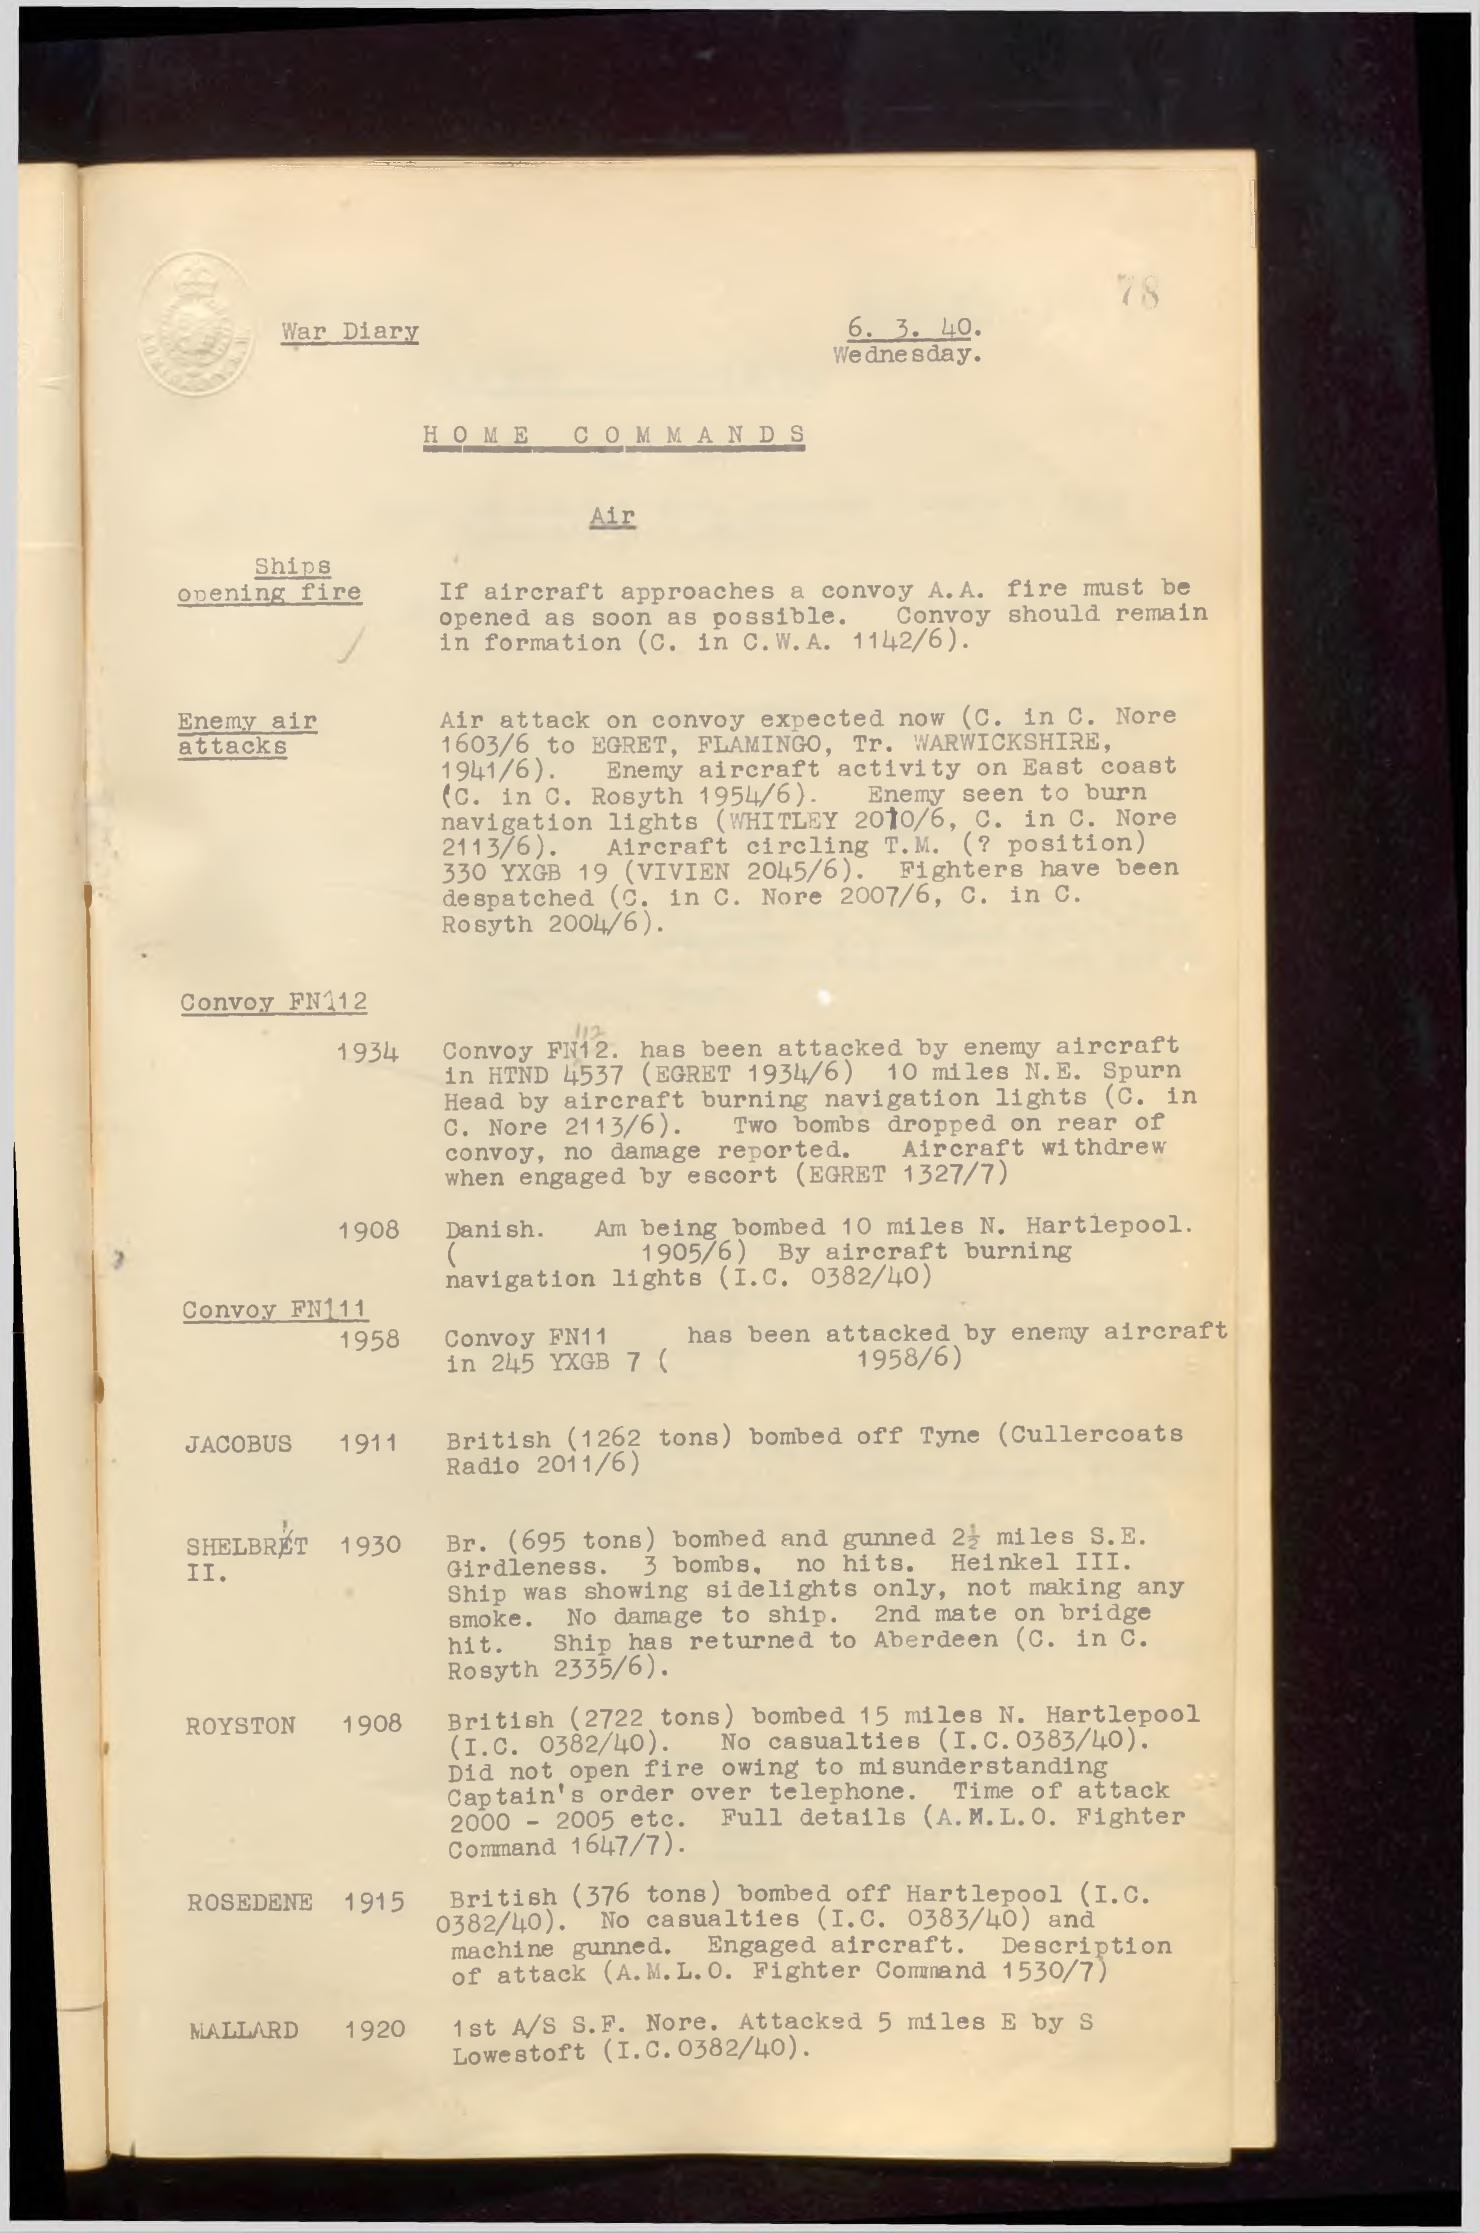 78
War Diary 6. 3. 40.
Wednesday.
HOME COMMANDS
Air
Ships
opening fire If aircraft approaches a convoy A.A. fire must be
opened as soon as possible. Convoy should remain
in formation (C. in C.W.A. 1142/6).
Enemy air Air attack on convoy expected now (C. in C. Nore
attacks 1603/6 to EGRET, FLAMINGO, Tr. WARWICKSHIRE,
1941/6). Enemy aircraft activity on East coast
(C. in C. Rosyth 1954/6). Enemy seen to burn
navigation lights (WHITLEY 2010/6, C. in C. Nore
2113/6). Aircraft circling T.M. (? position)
330 YXGB 19 (VIVIEN 2045/6). Fighters have been
despatched (C. in C. Nore 2007/6, C. in C.
Rosyth 2004/6).
Convoy FN112
112
1934 Convoy FN12. has been attacked by enemy aircraft
in HTND 4537 (EGRET 1934/6) 10 miles N.E. Spurn
Head by aircraft burning navigation lights (C. in
C. Nore 2113/6). Two bombs dropped on rear of
convoy, no damage reported. Aircraft withdrew
when engaged by escort (EGRET 1327/7)
1908 Danish. Am being bombed 10 miles N. Hartlepool.
( 1905/6) By aircraft burning
navigation lights (I.C. 0382/40)
Convoy FN111
1958 Convoy FN11 has been attacked by enemy aircraft
in 245 YXGB 7 ( 1958/6)
JACOBUS 1911 British (1262 tons) bombed off Tyne (Cullercoats
Radio 2011/6)
SHELBRET 1930 Br. (695 tons) bombed and gunned 2½ miles S.E.
II. Girdleness. 3 bombs, no hits. Heinkel III.
Ship was showing sidelights only, not making any
smoke. No damage to ship. 2nd mate on bridge
hit. Ship has returned to Aberdeen (C. in C.
Rosyth 2335/6).
ROYSTON 1908 British (2722 tons) bombed 15 miles N. Hartlepool
(I.C. 0382/40). No casualties (I.C.0383/40).
Did not open fire owing to misunderstanding
Captain's order over telephone. Time of attack
2000 - 2005 etc. Full details (A.M.L.O. Fighter
Command 1647/7).
ROSEDENE 1915 British (376 tons) bombed off Hartlepool (I.C.
0382/40). No casualties (I.C. 0383/40) and
machine gunned. Engaged aircraft. Description
of attack (A.M.L.O. Fighter Command 1530/7)
MALLARD 1920 1st A/S S.F. Nore. Attacked 5 miles E by S
Lowestoft (I.C.0382/40).